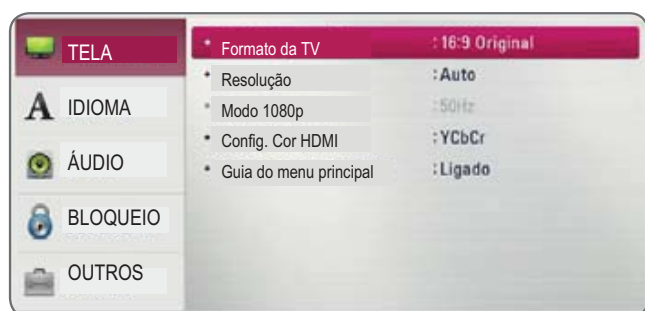 TELA
IDIOMA
ÁUDIO
BLOQUEIO
OUTROS
• Formato da TV : 16:9 Original
• Resolução : Auto
• Modo 1080p : 50Hz
• Config. Cor HDMI : YCbCr
• Guia do menu principal : Ligado